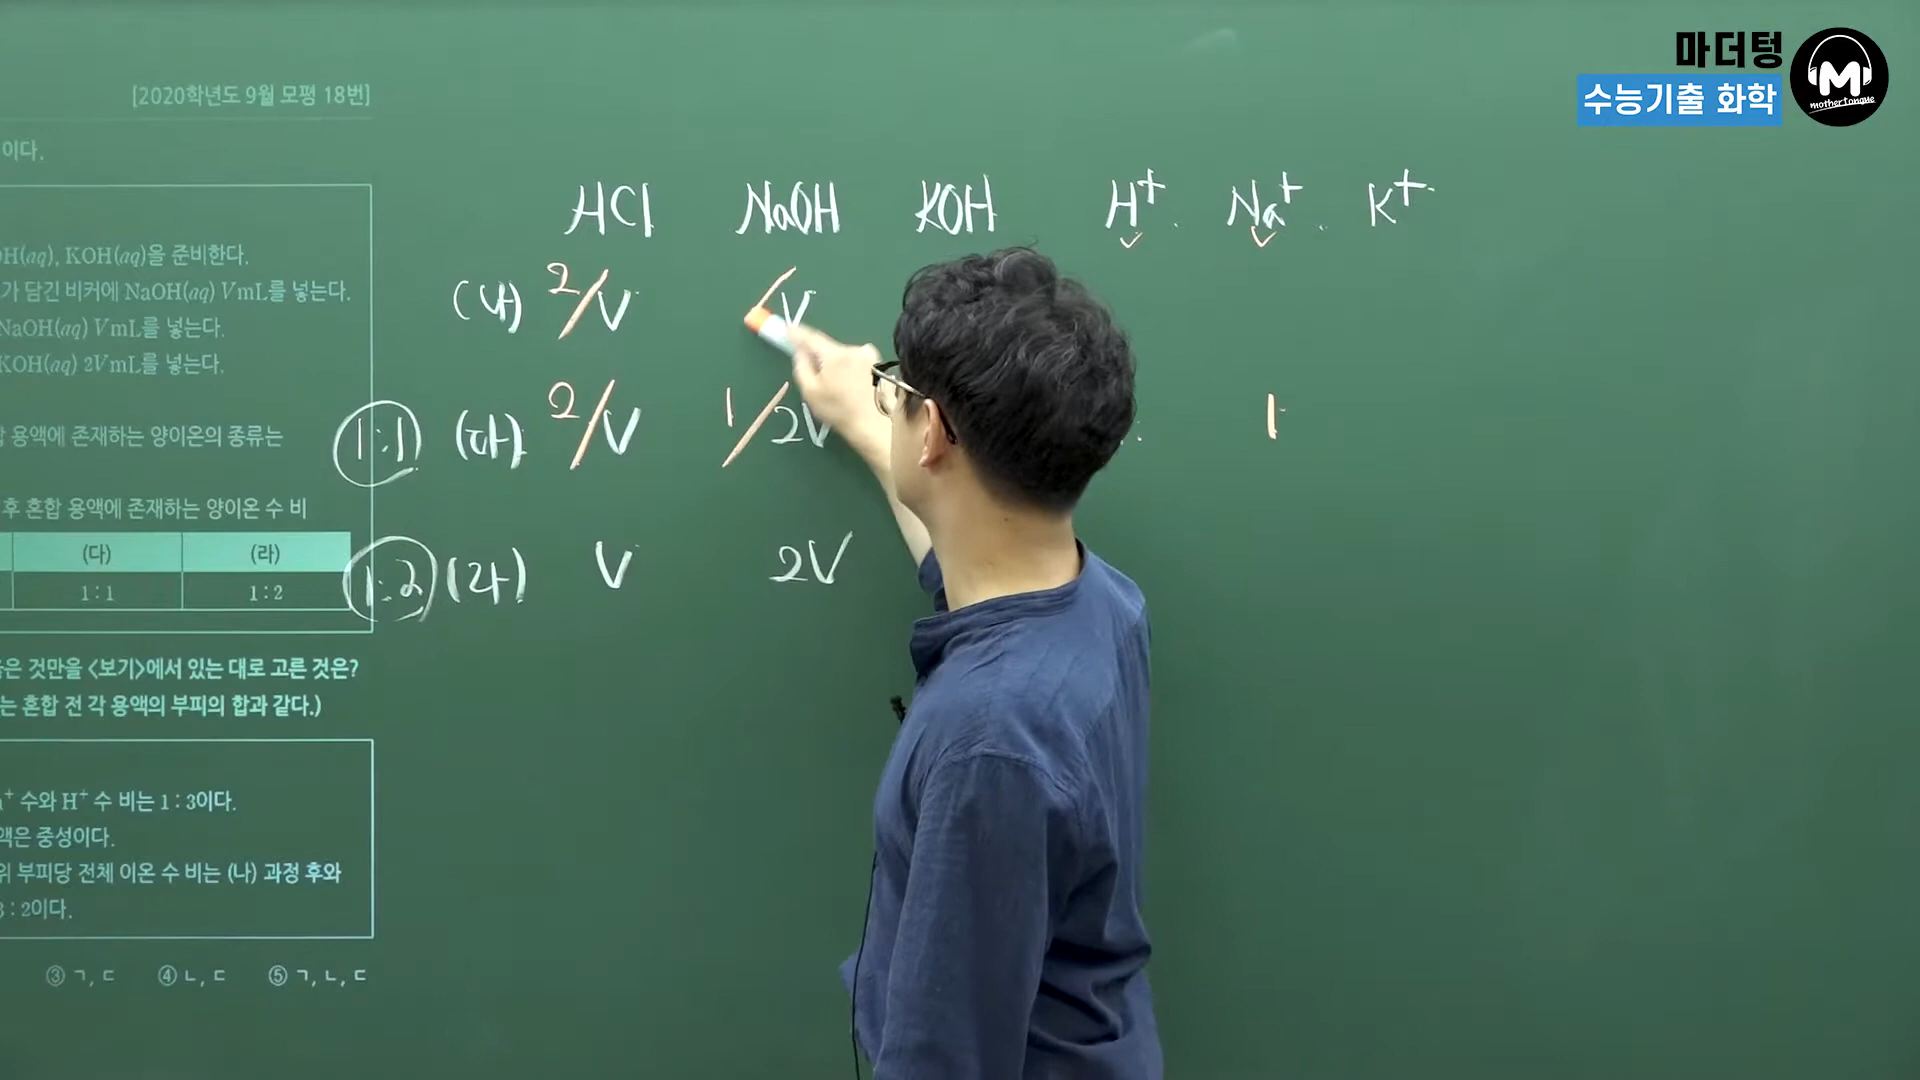 마더텅
수능기출 화학
mothertongue
[2020학년도 9월 모평 18번]
이다.
OH(aq), KOH(aq)을 준비한다.
가 담긴 비커에 NaOH(aq) V mL를 넣는다.
NaOH(aq) V mL를 넣는다.
KOH(aq) 2V mL를 넣는다.
용액에 존재하는 양이온의 종류는
후 혼합 용액에 존재하는 양이온 수 비
(다) (라)
1 : 1 1 : 2
은 것만을 <보기>에서 있는 대로 고른 것은?
는 혼합 전 각 용액의 부피의 합과 같다.)
+ 수와 H+ 수 비는 1 : 3이다.
액은 중성이다.
위 부피당 전체 이온 수 비는 (나) 과정 후와
3 : 2이다.
③ ㄱ, ㄷ ④ ㄴ, ㄷ ⑤ ㄱ, ㄴ, ㄷ
HCl NaOH KOH H+ Na+ K+
(나) 2/V /V
1:1 (다) 2/V 1/2V 1
1:2 (라) V 2V